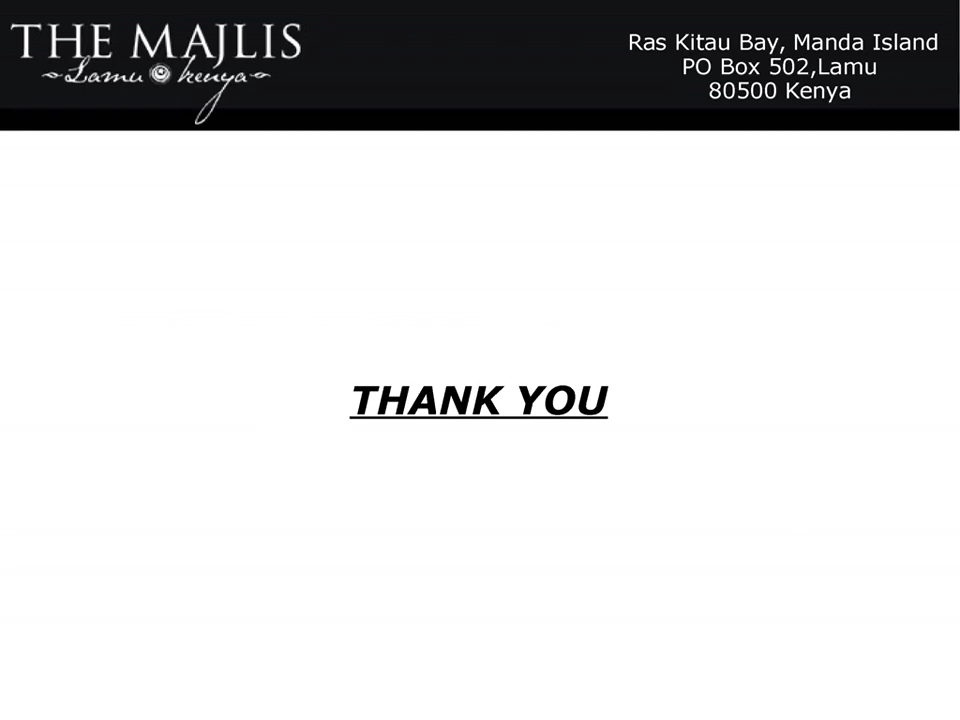 THE MAJLIS
Lamu kenya
Ras Kitau Bay, Manda Island
PO Box 502,Lamu
80500 Kenya
THANK YOU